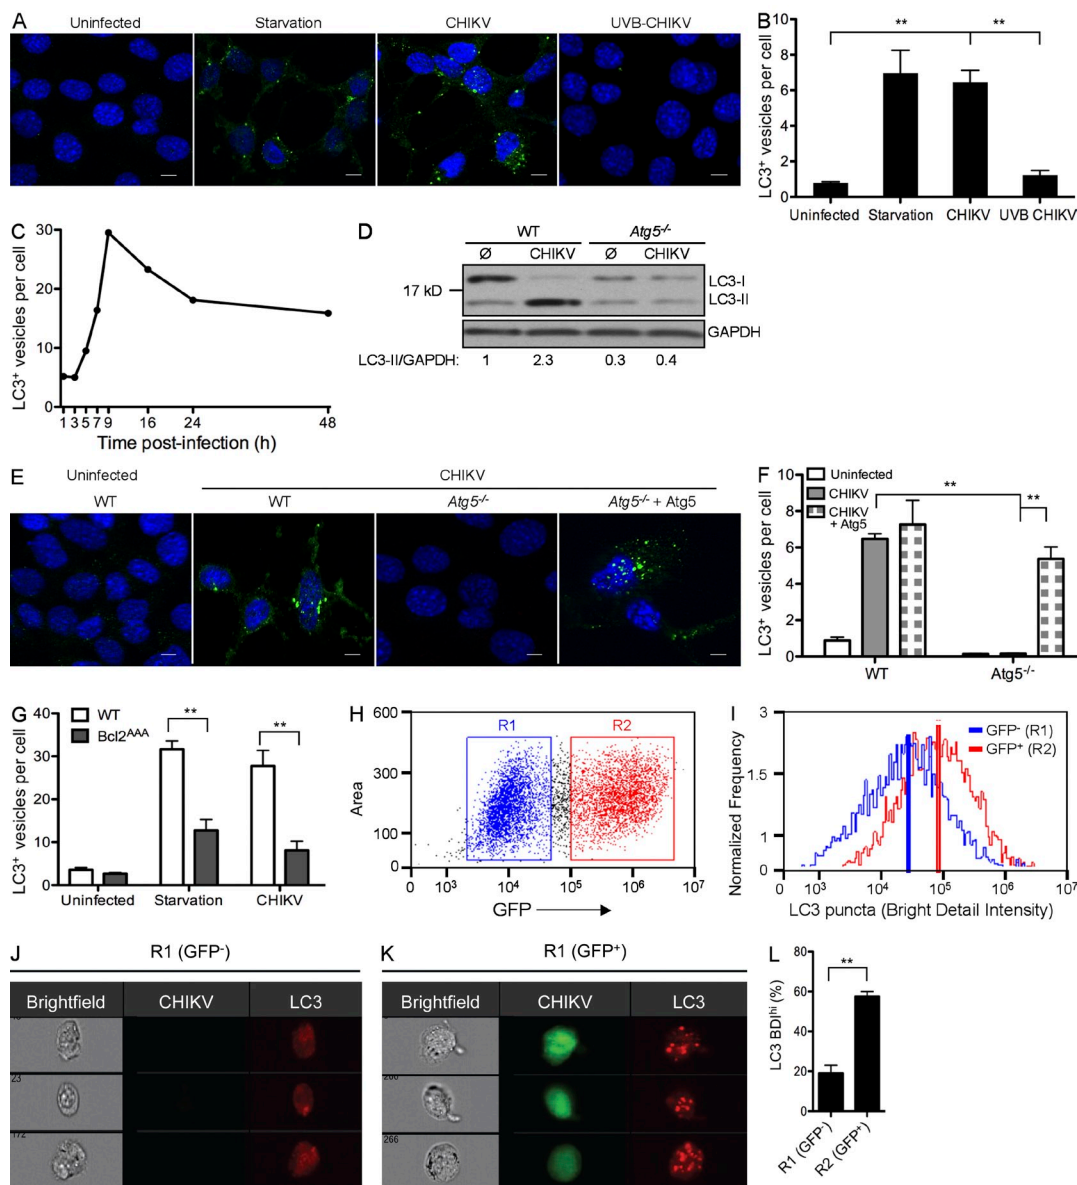 A
Uninfected
Starvation
CHIKV
UVB-CHIKV
B
LC3+ vesicles per cell
8
6
4
2
0
**
**
Uninfected
Starvation
CHIKV
UVB CHIKV
C
LC3+ vesicles per cell
30
20
10
0
1 3 5 7 9 16 24 48
Time post-infection (h)
D
WT
Atg5-/-
Ø CHIKV Ø CHIKV
17 kD
LC3-I
LC3-II
GAPDH
LC3-II/GAPDH: 1 2.3 0.3 0.4
E
Uninfected
CHIKV
WT
WT
Atg5-/-
Atg5-/- + Atg5
F
LC3+ vesicles per cell
10
8
6
4
2
0
Uninfected
CHIKV
CHIKV
+ Atg5
**
**
WT
Atg5-/-
G
LC3+ vesicles per cell
40
30
20
10
0
WT
Bcl2AAA
**
**
Uninfected
Starvation
CHIKV
H
Area
600
300
100
0
R1
R2
0 10³ 10⁴ 10⁵ 10⁶ 10⁷
GFP
I
Normalized Frequency
3
1.5
1
0
GFP- (R1)
GFP+ (R2)
0 10³ 10⁴ 10⁵ 10⁶ 10⁷
LC3 puncta (Bright Detail Intensity)
J
R1 (GFP-)
Brightfield
CHIKV
LC3
23
172
K
R1 (GFP+)
Brightfield
CHIKV
LC3
266
L
LC3 BDIhi (%)
80
60
40
20
0
**
R1 (GFP-)
R2 (GFP+)